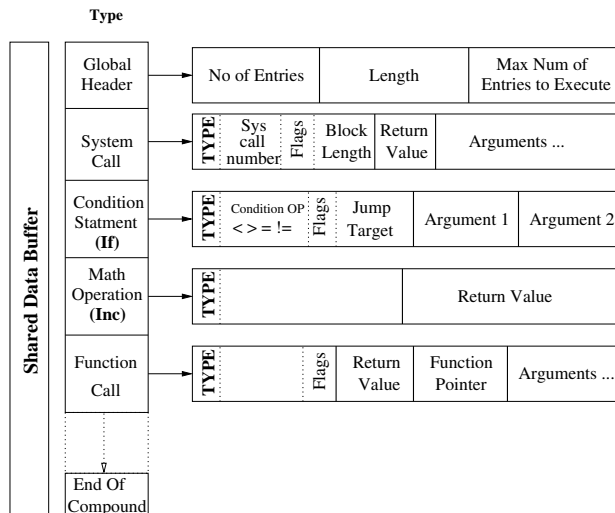 Type
Shared Data Buffer
Global
Header
No of Entries
Length
Max Num of
Entries to Execute
System
Call
TYPE
Sys
call
number
Flags
Block
Length
Return
Value
Arguments ...
Condition
Statment
(If)
TYPE
Condition OP
< > = !=
Flags
Jump
Target
Argument 1
Argument 2
Math
Operation
(Inc)
TYPE
Return Value
Function
Call
TYPE
Flags
Return
Value
Function
Pointer
Arguments ...
End Of
Compound